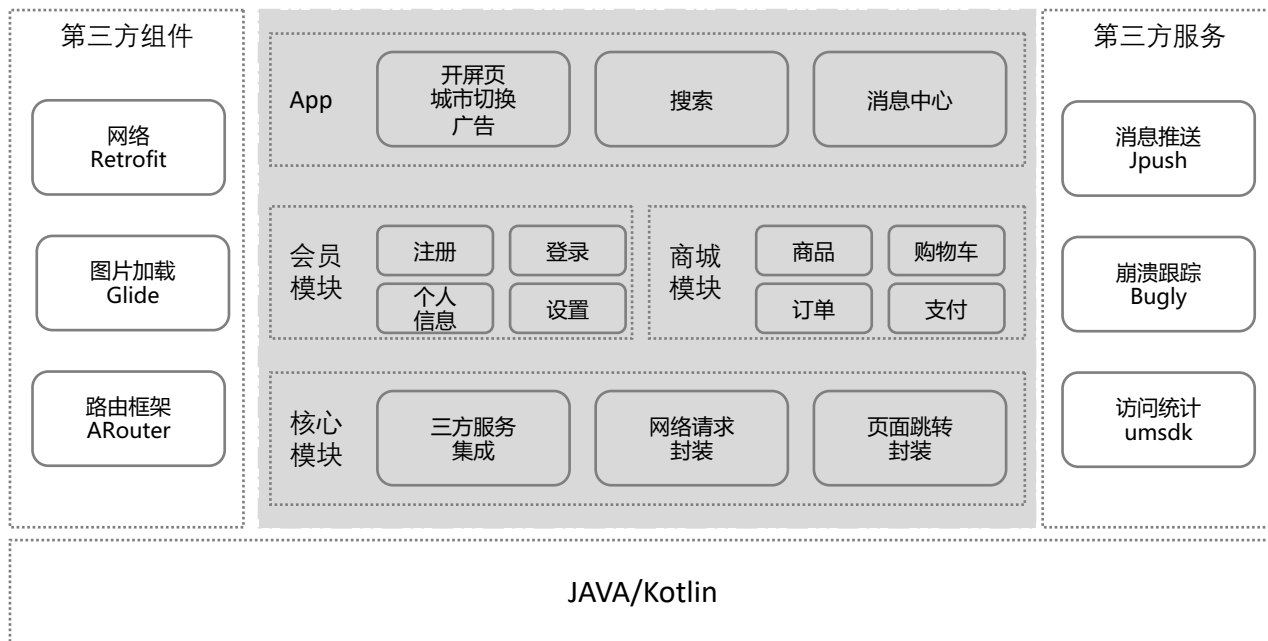 第三方组件
网络
Retrofit
图片加载
Glide
路由框架
ARouter
App
开屏页
城市切换
广告
搜索
消息中心
会员
模块
注册
登录
个人
信息
设置
商城
模块
商品
购物车
订单
支付
核心
模块
三方服务
集成
网络请求
封装
页面跳转
封装
第三方服务
消息推送
Jpush
崩溃跟踪
Bugly
访问统计
umsdk
JAVA/Kotlin